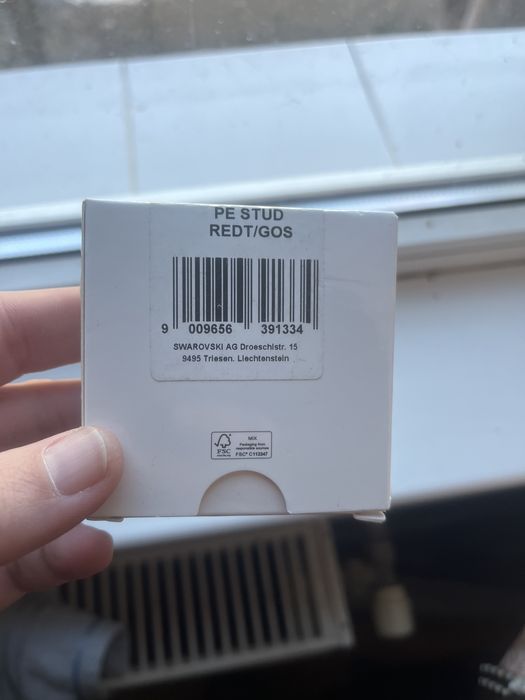 PE STUD
REDT/GOS
9 009656 391334
SWAROVSKI AG Droeschistr. 15
9495 Triesen, Liechtenstein
FSC
MIX
Packaging from
responsible sources
FSC® C112347